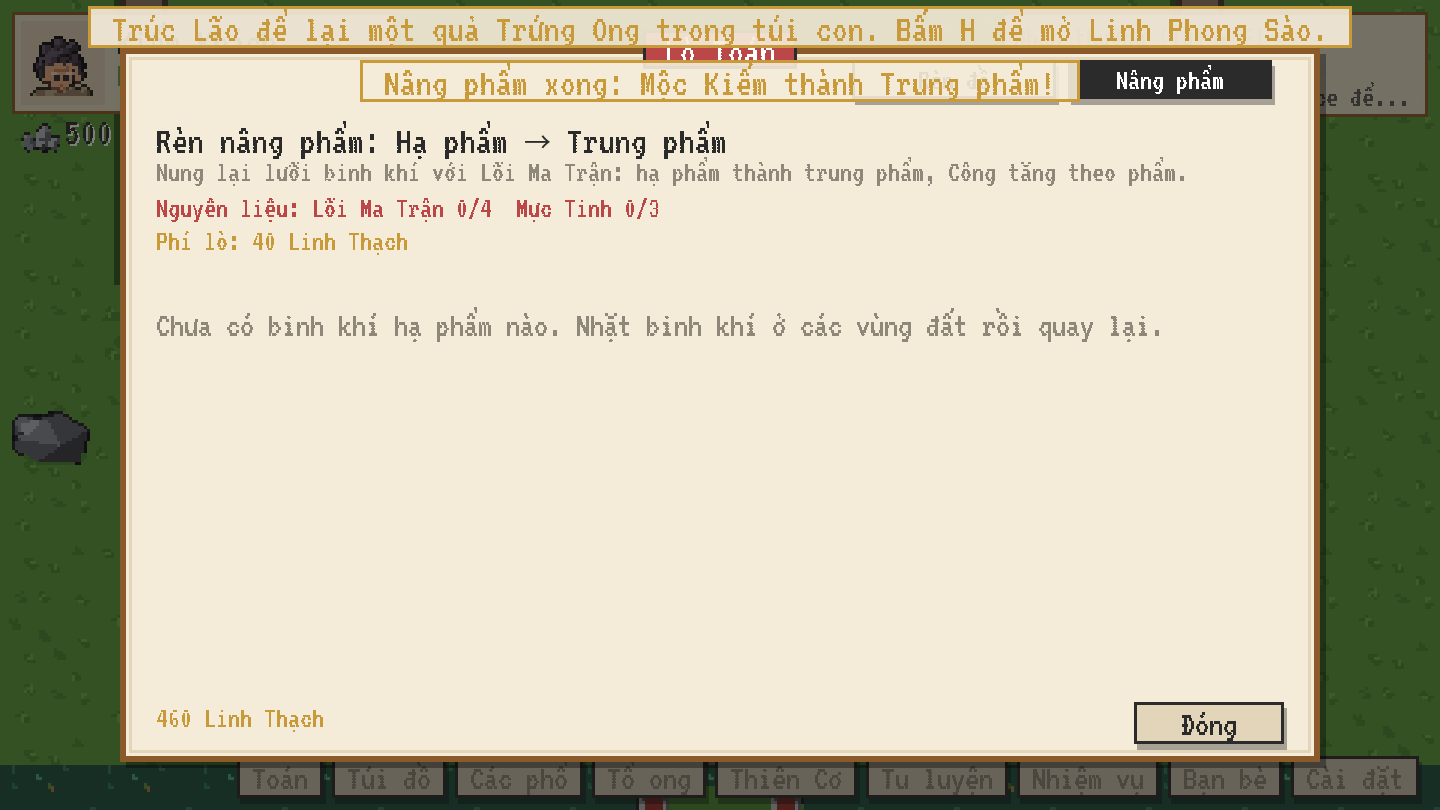 Trúc Lão để lại một quả Trứng Ong trong túi con. Bấm H để mở Linh Phong Sào.
Lò Toán
Nâng phẩm xong: Mộc Kiếm thành Trung phẩm!
Nâng phẩm
để...
500
Rèn nâng phẩm: Hạ phẩm → Trung phẩm
Nung lại lưỡi binh khí với Lõi Ma Trận: hạ phẩm thành trung phẩm, Công tăng theo phẩm.
Nguyên liệu: Lõi Ma Trận 0/4 Mực Tinh 0/3
Phí lò: 40 Linh Thạch
Chưa có binh khí hạ phẩm nào. Nhặt binh khí ở các vùng đất rồi quay lại.
460 Linh Thạch
Đóng
Toán Túi đồ Các phổ Tổ ong Thiên Cơ Tu luyện Nhiệm vụ Bạn bè Cài đặt